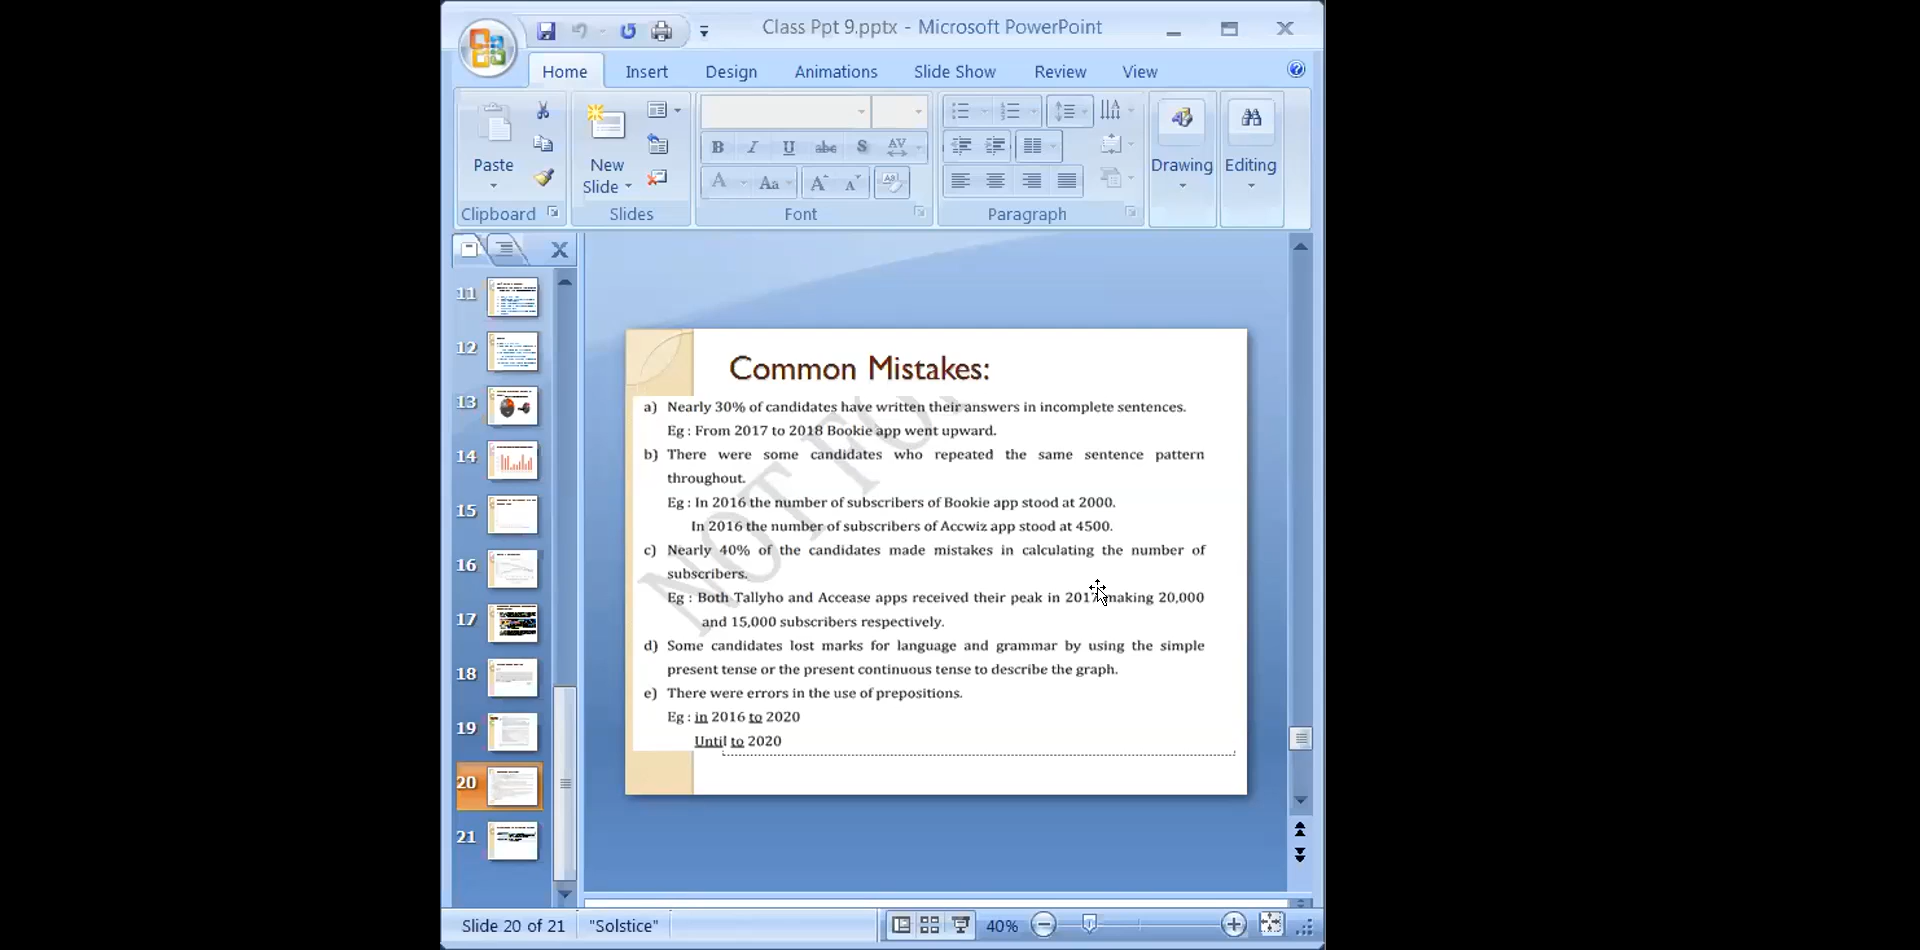 Class Ppt 9.pptx - Microsoft PowerPoint
Home Insert Design Animations Slide Show Review View
Paste
New
Slide
Drawing
Editing
Clipboard
Slides
Font
Paragraph
Common Mistakes:
a) Nearly 30% of candidates have written their answers in incomplete sentences.
Eg : From 2017 to 2018 Bookie app went upward.
b) There were some candidates who repeated the same sentence pattern
throughout.
Eg : In 2016 the number of subscribers of Bookie app stood at 2000.
In 2016 the number of subscribers of Accwiz app stood at 4500.
c) Nearly 40% of the candidates made mistakes in calculating the number of
subscribers.
Eg : Both Tallyho and Accease apps received their peak in 2017 making 20,000
and 15,000 subscribers respectively.
d) Some candidates lost marks for language and grammar by using the simple
present tense or the present continuous tense to describe the graph.
e) There were errors in the use of prepositions.
Eg : in 2016 to 2020
Until to 2020
NOT FO
11
12
13
14
15
16
17
18
19
20
21
Slide 20 of 21
"Solstice"
40%